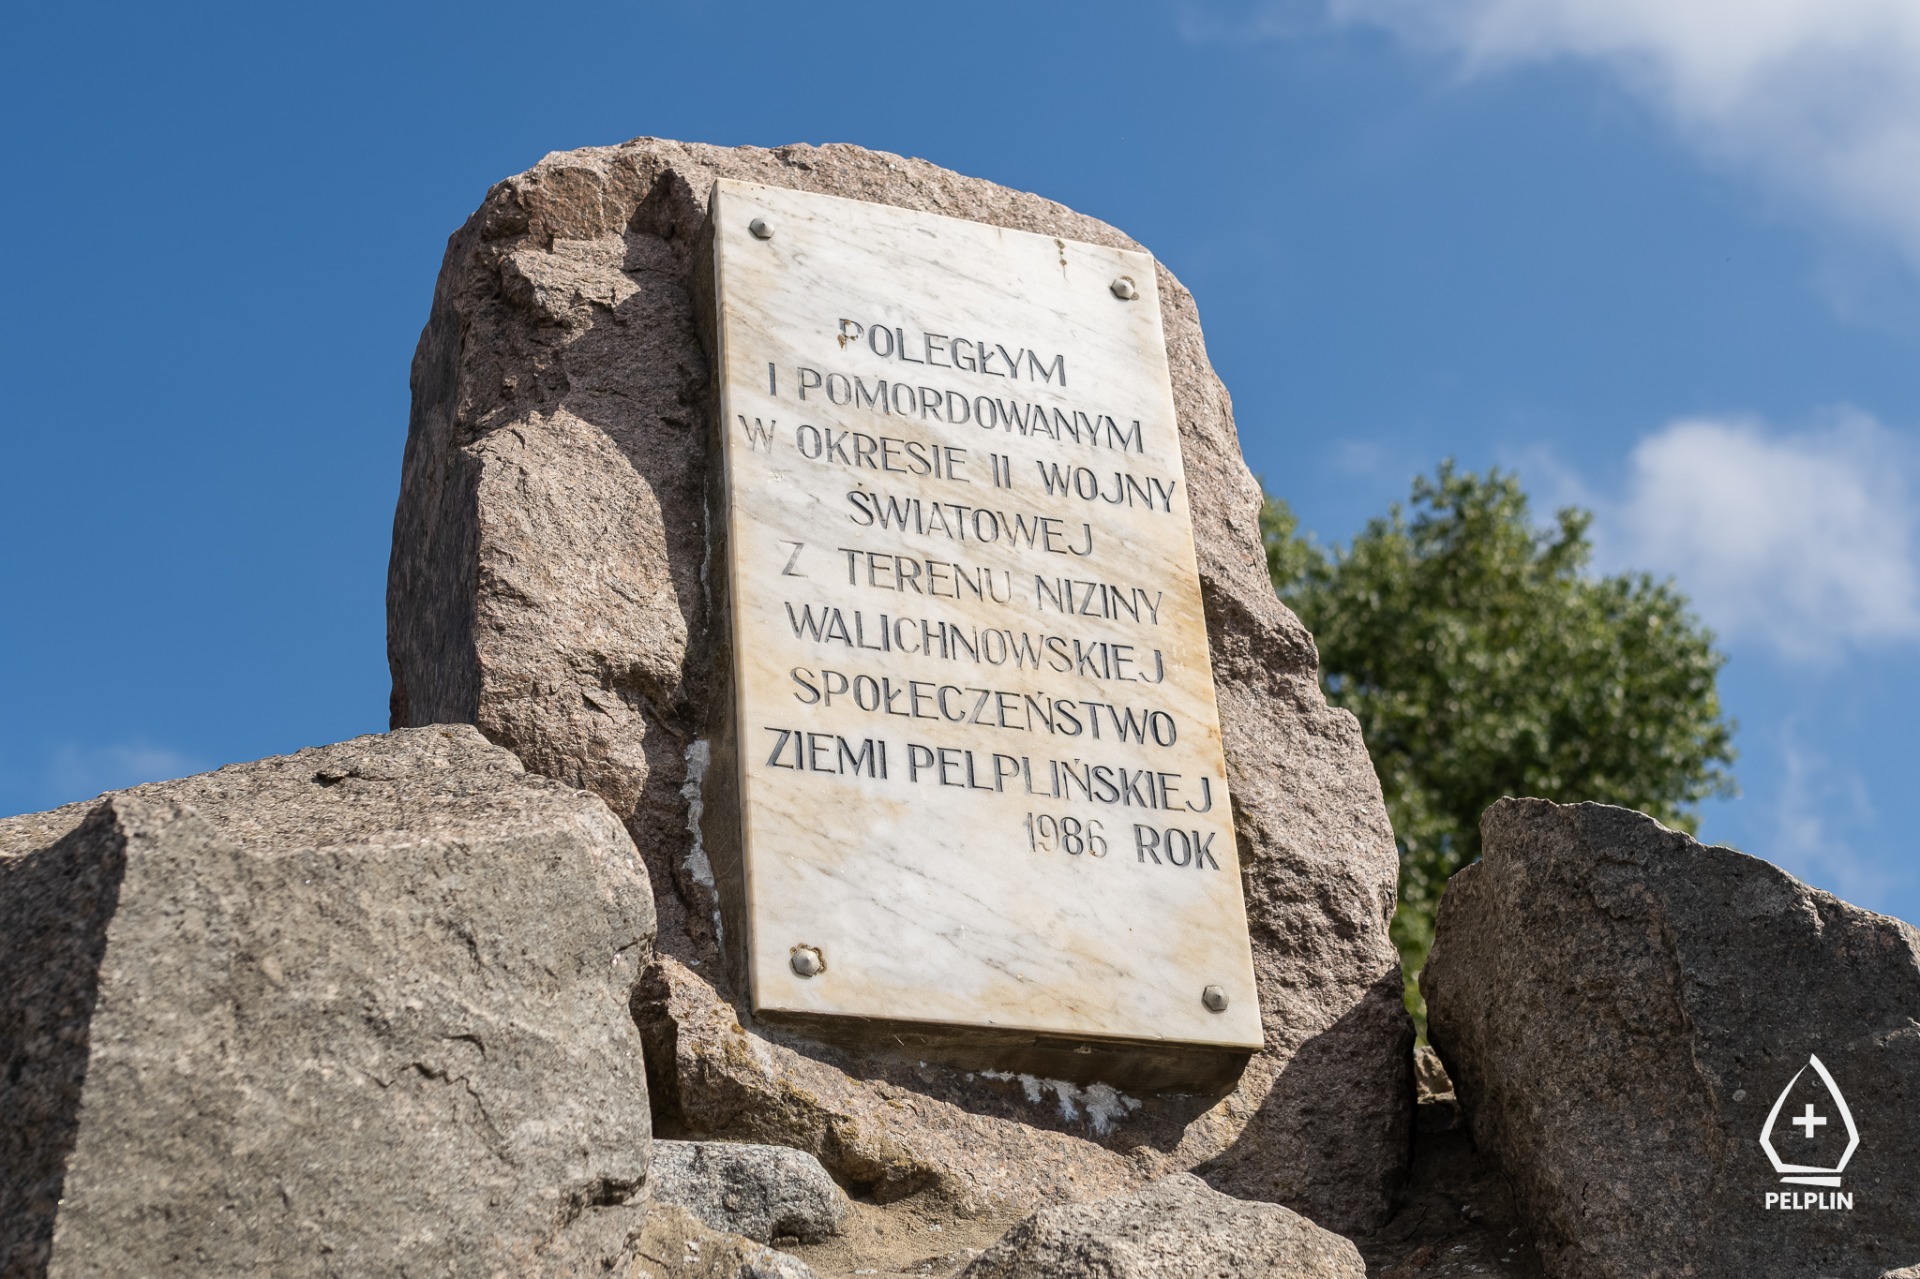 POLEGŁYM
I POMORDOWANYM
W OKRESIE II WOJNY
ŚWIATOWEJ
Z TERENU NIZINY
WALICHNOWSKIEJ
SPOŁECZEŃSTWO
ZIEMI PELPLIŃSKIEJ
1986 ROK
PELPLIN